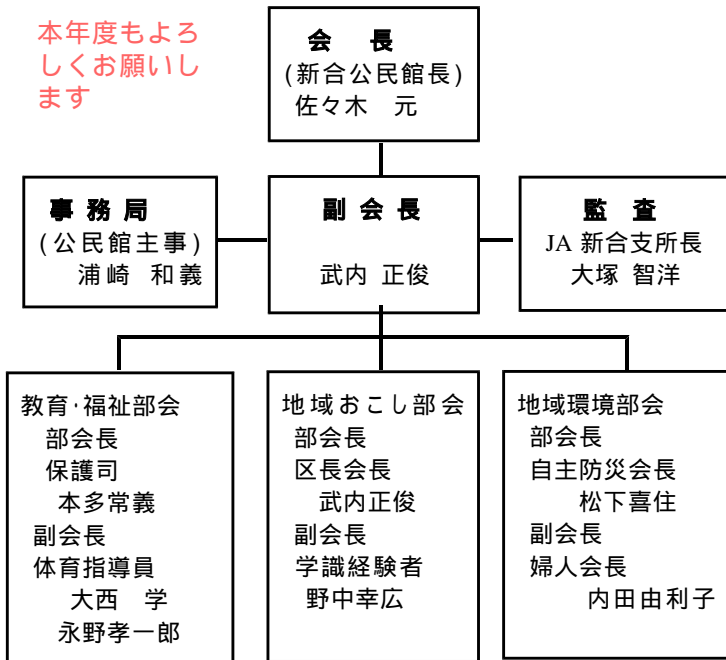 本年度もよろ
しくお願いし
ます
会 長
(新合公民館長)
佐々木 元
事務局
(公民館主事)
浦崎 和義
副会長
武内 正俊
監 査
JA 新合支所長
大塚 智洋
教育・福祉部会
部会長
保護司
本多常義
副会長
体育指導員
大西 学
永野孝一郎
地域おこし部会
部会長
区長会長
武内正俊
副会長
学識経験者
野中幸広
地域環境部会
部会長
自主防災会長
松下喜住
副会長
婦人会長
内田由利子